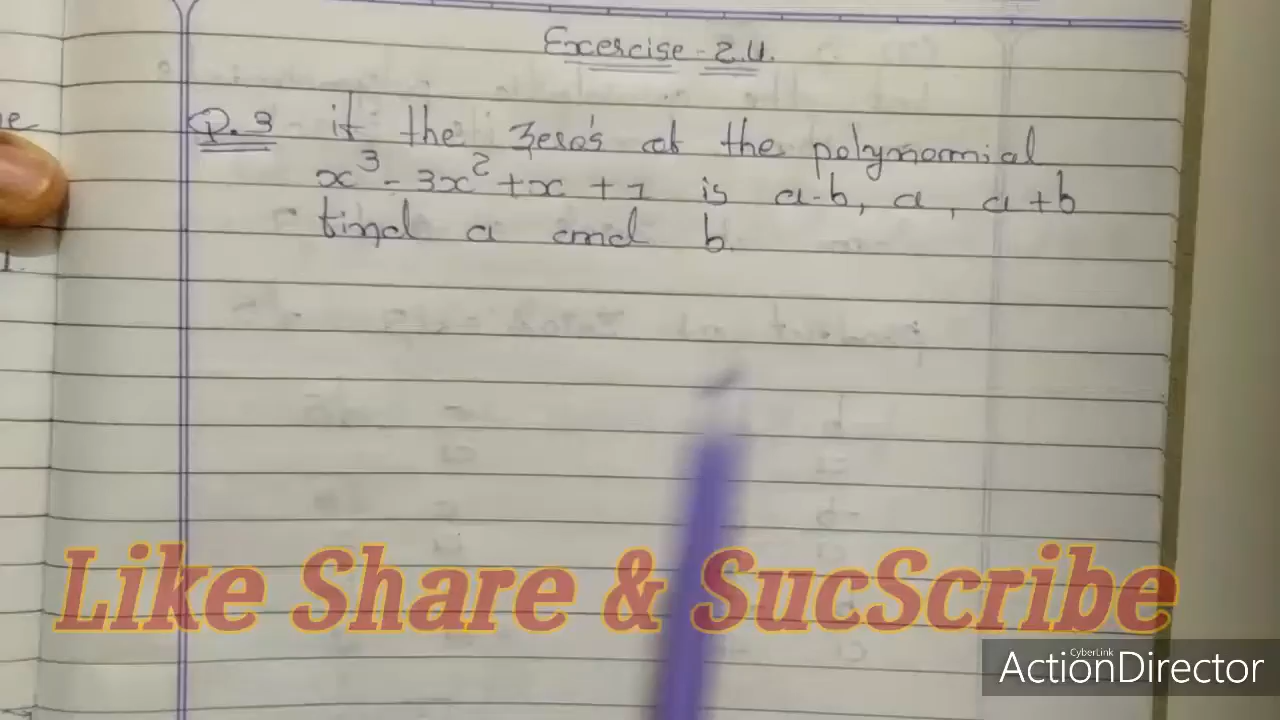 Excercise - 2.4.
Q.3 if the zero's of the polynomial
x³ - 3x² + x + 1 is a-b, a, a+b
find a and b.
Like Share & SucScribe
CyberLink
ActionDirector